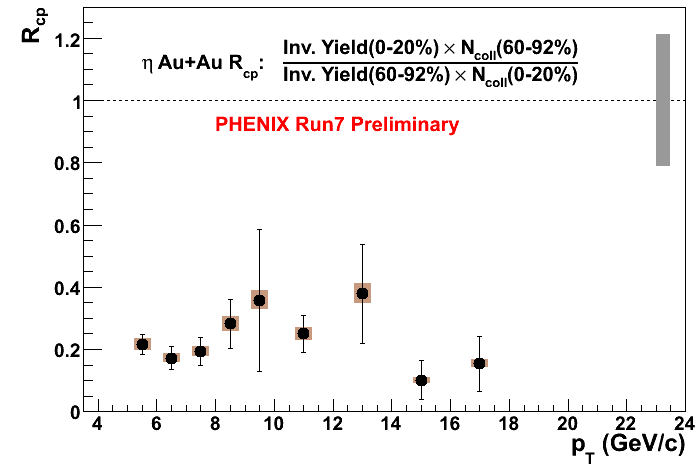 R_cp
1.2
1
0.8
0.6
0.4
0.2
0
η Au+Au R_cp: Inv. Yield(0-20%) × N_coll(60-92%)
Inv. Yield(60-92%) × N_coll(0-20%)
PHENIX Run7 Preliminary
4 6 8 10 12 14 16 18 20 22 24
p_T (GeV/c)